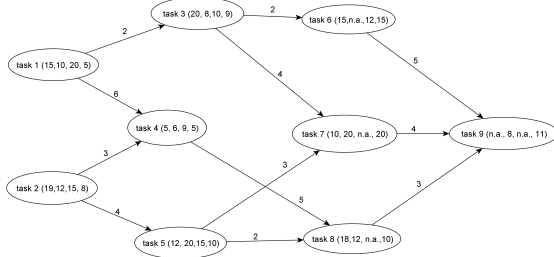 task 3 (20, 8,10, 9)
2
task 6 (15,n.a.,12,15)
2
task 1 (15,10, 20, 5)
5
4
6
task 4 (5, 6, 9, 5)
task 7 (10, 20, n.a., 20)
4
task 9 (n.a., 8, n.a., 11)
3
3
task 2 (19,12,15, 8)
5
3
4
task 5 (12, 20,15,10)
2
task 8 (18,12, n.a.,10)